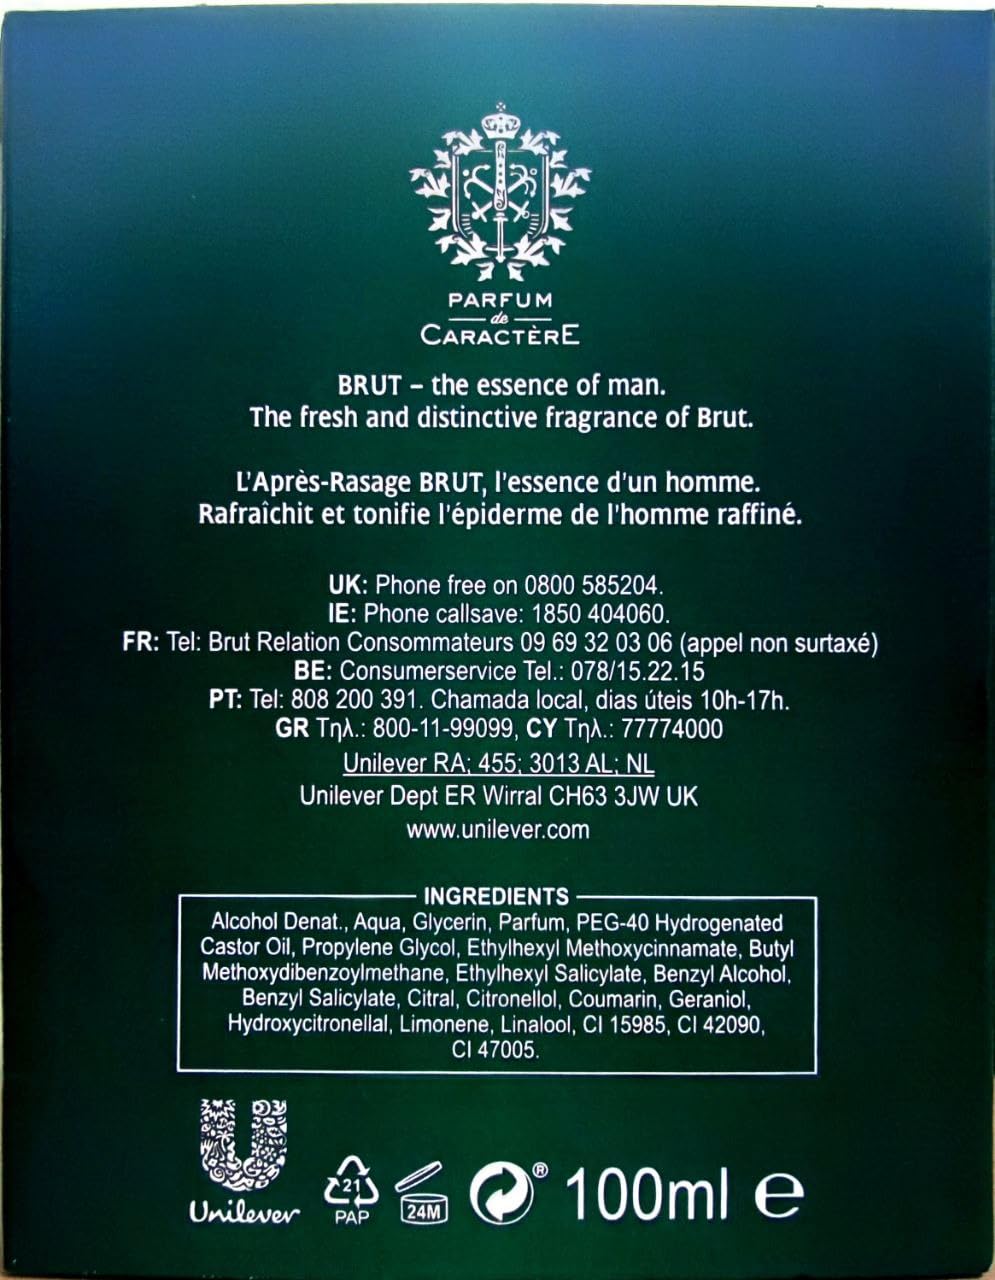 PARFUM
de
CARACTÈRE
BRUT – the essence of man.
The fresh and distinctive fragrance of Brut.
L'Après-Rasage BRUT, l'essence d'un homme.
Rafraîchit et tonifie l'épiderme de l'homme raffiné.
UK: Phone free on 0800 585204.
IE: Phone callsave: 1850 404060.
FR: Tel: Brut Relation Consommateurs 09 69 32 03 06 (appel non surtaxé)
BE: Consumerservice Tel.: 078/15.22.15
PT: Tel: 808 200 391. Chamada local, dias úteis 10h-17h.
GR Τηλ.: 800-11-99099, CY Τηλ.: 77774000
Unilever RA; 455; 3013 AL; NL
Unilever Dept ER Wirral CH63 3JW UK
www.unilever.com
INGREDIENTS
Alcohol Denat., Aqua, Glycerin, Parfum, PEG-40 Hydrogenated
Castor Oil, Propylene Glycol, Ethylhexyl Methoxycinnamate, Butyl
Methoxydibenzoylmethane, Ethylhexyl Salicylate, Benzyl Alcohol,
Benzyl Salicylate, Citral, Citronellol, Coumarin, Geraniol,
Hydroxycitronellal, Limonene, Linalool, CI 15985, CI 42090,
CI 47005.
Unilever
21
PAP
24M
® 100ml e